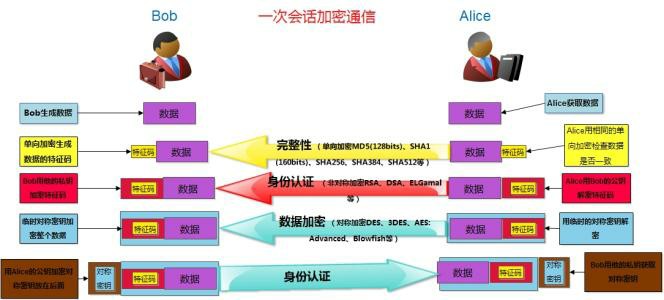 Bob
一次会话加密通信
Alice
Bob生成数据
数据
数据
Alice获取数据
单向加密生成
数据的特征码
特征码
数据
完整性（单向加密MD5(128bits)、SHA1
(160bits)、SHA256、SHA384、SHA512等）
数据
特征码
Alice用相同的单
向加密检查数据
是否一致
Bob用他的私钥
加密特征码
特征码
数据
身份认证（非对称加密RSA、DSA、ELGamal
等）
数据
特征码
Alice用Bob的公钥
解密特征码
临时对称密钥加
密整个数据
特征码
数据
数据加密（对称加密DES、3DES、AES:
Advanced、Blowfish等）
数据
特征码
用临时的对称密钥解
密
用Alice的公钥加密对
称密钥放在后面
对称
密钥
特征码
数据
身份认证
数据
特征码
对称
密钥
Bob用他的私钥获取
对称密钥